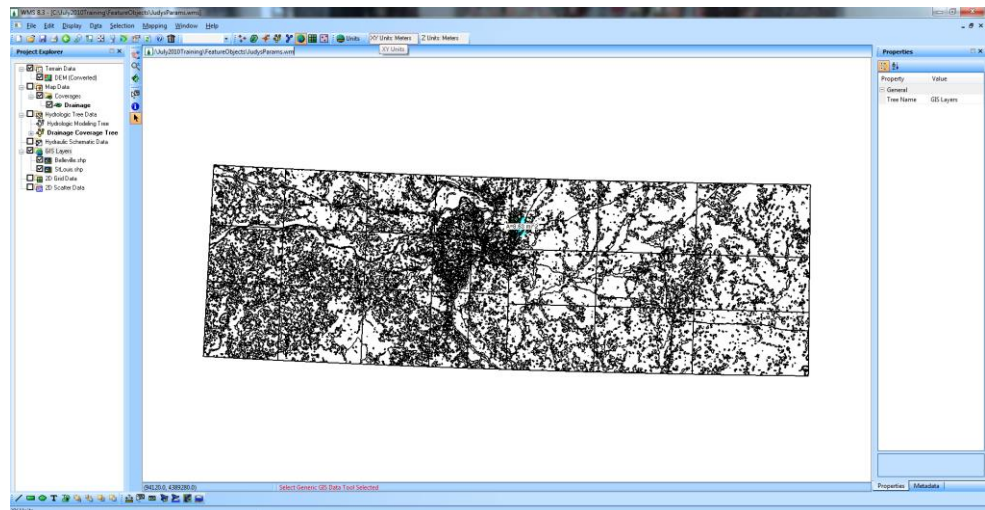 WMS 8.3 - [C:\July2010Training\FeatureObjects\JudysParams.wms]
File Edit Display Data Selection Mapping Window Help
Units XY Units: Meters Z Units: Meters
XY Units
Project Explorer
C:\July2010Training\FeatureObjects\JudysParams.wms
Properties
Terrain Data
DEM (Converted)
Map Data
Coverages
Drainage
Hydrologic Tree Data
Hydrologic Modeling Tree
Drainage Coverage Tree
Hydraulic Schematic Data
GIS Layers
Belleville.shp
StLouis.shp
2D Grid Data
2D Scatter Data
Property Value
General
Tree Name GIS Layers
(94120.0, 4389280.0) Select Generic GIS Data Tool Selected
Properties Metadata